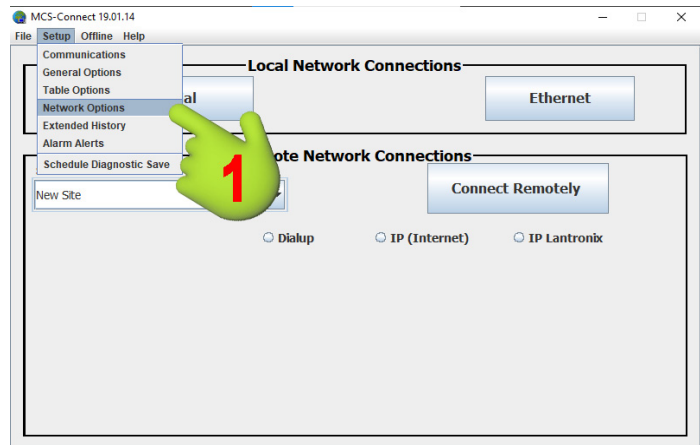 MCS-Connect 19.01.14
File Setup Offline Help
Communications
General Options
Table Options
Network Options
Extended History
Alarm Alerts
Schedule Diagnostic Save
Local Network Connections
al
Ethernet
ote Network Connections
1
New Site
Connect Remotely
Dialup
IP (Internet)
IP Lantronix